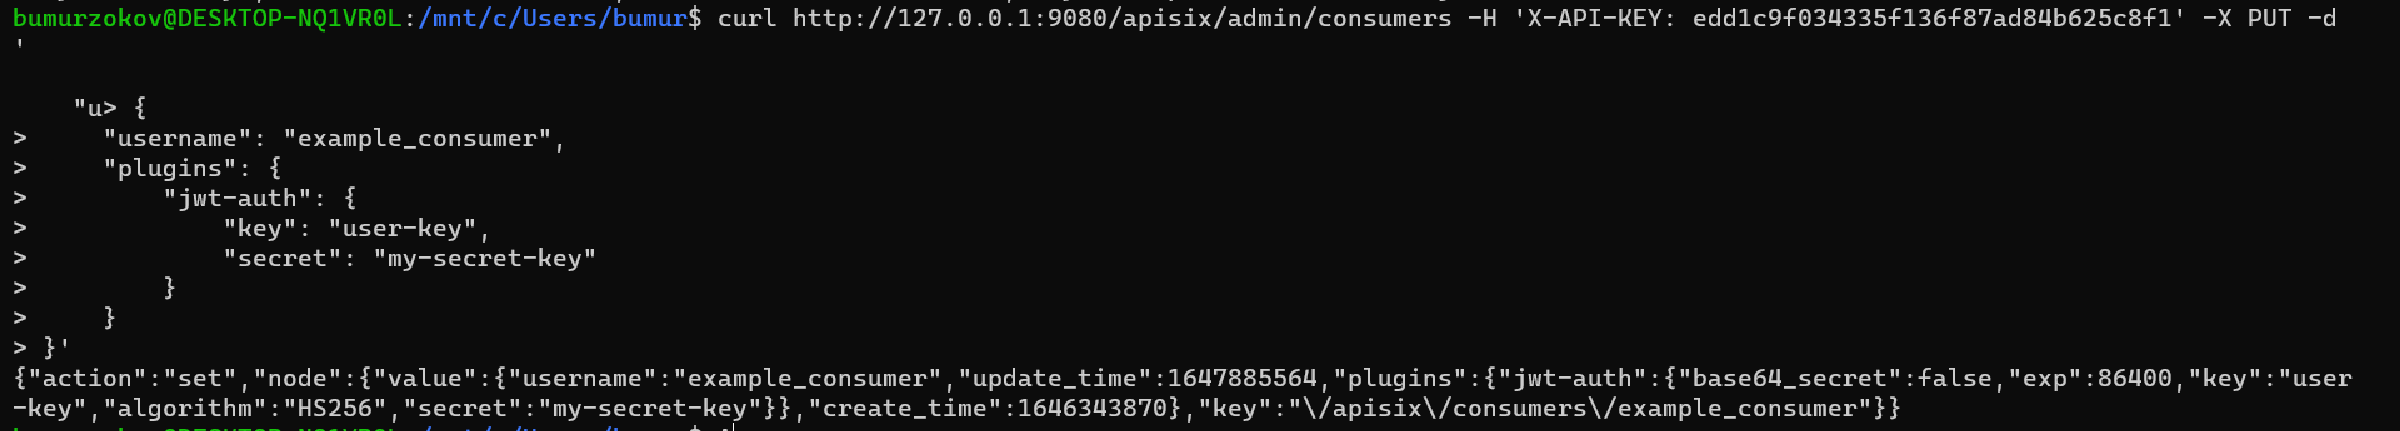 bumurzokov@DESKTOP-NQ1VR0L:/mnt/c/Users/bumur$ curl http://127.0.0.1:9080/apisix/admin/consumers -H 'X-API-KEY: edd1c9f034335f136f87ad84b625c8f1' -X PUT -d
'
"u> {
> "username": "example_consumer",
> "plugins": {
> "jwt-auth": {
> "key": "user-key",
> "secret": "my-secret-key"
> }
> }
> }'
{"action":"set","node":{"value":{"username":"example_consumer","update_time":1647885564,"plugins":{"jwt-auth":{"base64_secret":false,"exp":86400,"key":"user
-key","algorithm":"HS256","secret":"my-secret-key"}},"create_time":1646343870},"key":"\/apisix\/consumers\/example_consumer"}}